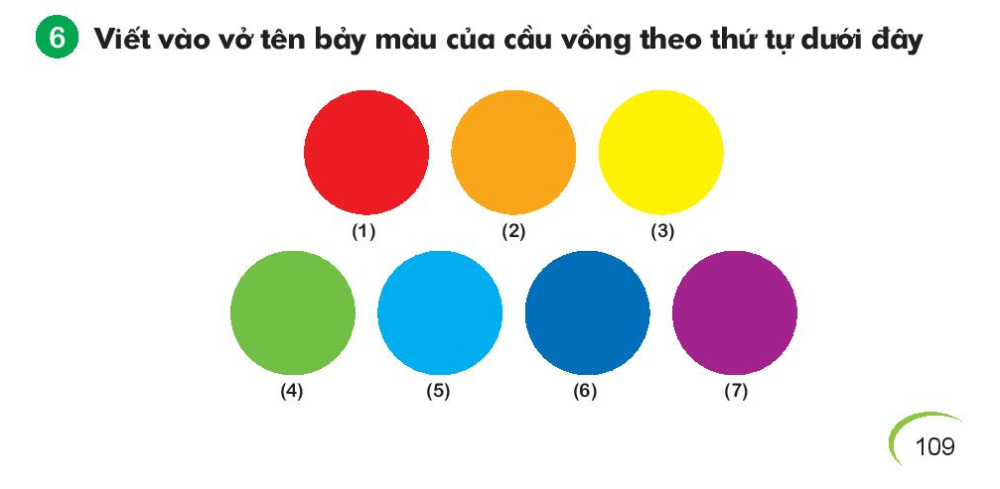 6 Viết vào vở tên bảy màu của cầu vồng theo thứ tự dưới đây
(1) (2) (3)
(4) (5) (6) (7)
109